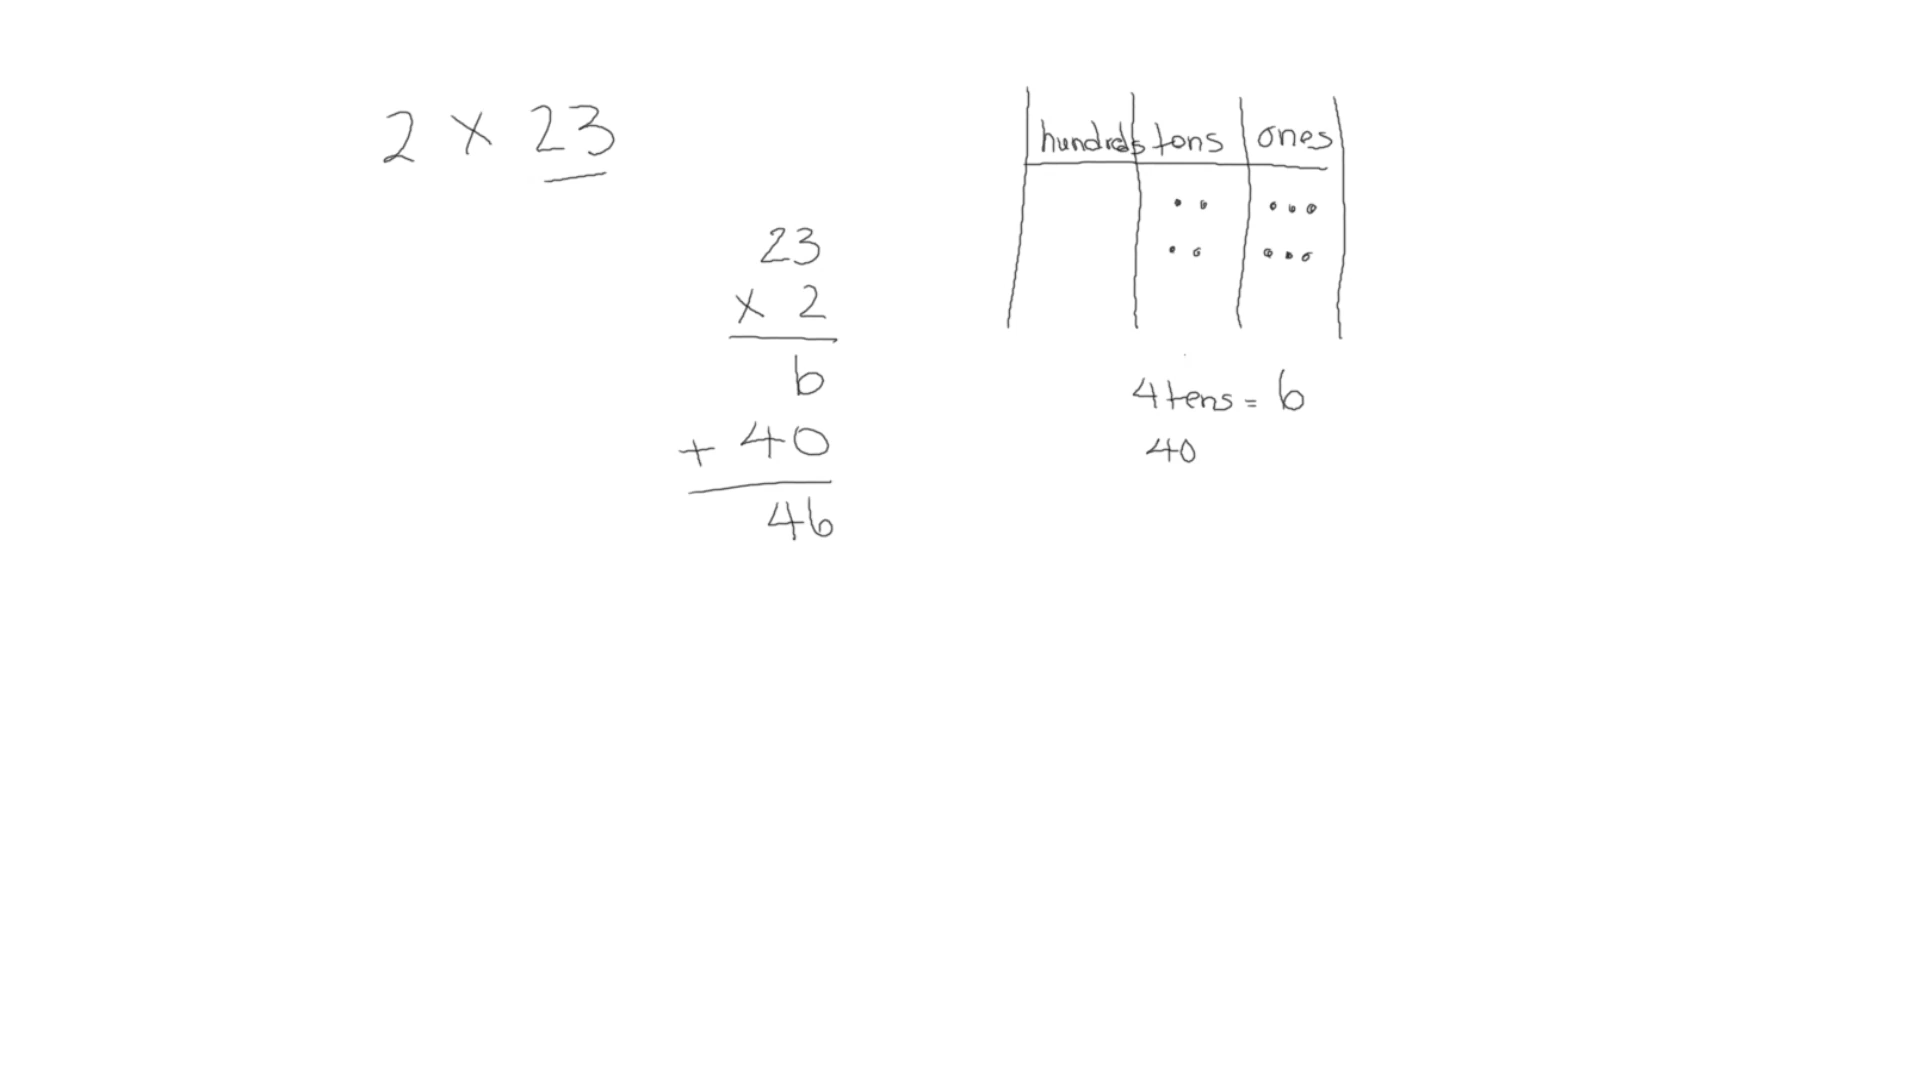 2 x 23
23
x 2
6
+ 40
46
hundreds tens ones
4 tens = 6
40